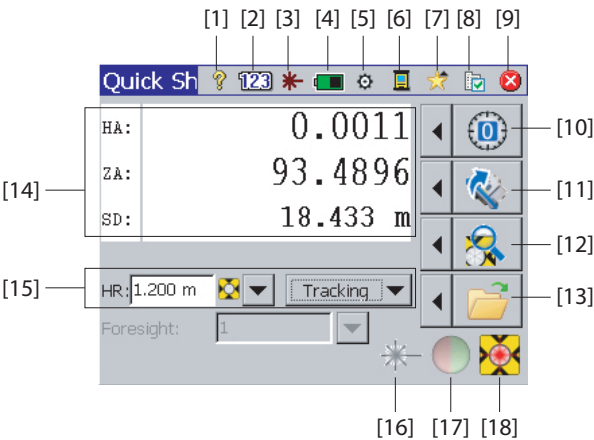 [1] [2] [3] [4] [5] [6] [7] [8] [9]
Quick Sh ? 123
HA: 0.0011
0 [10]
ZA: 93.4896
[11]
[14]
SD: 18.433 m
[12]
[15] HR: 1.200 m Tracking [13]
Foresight: 1
[16] [17] [18]